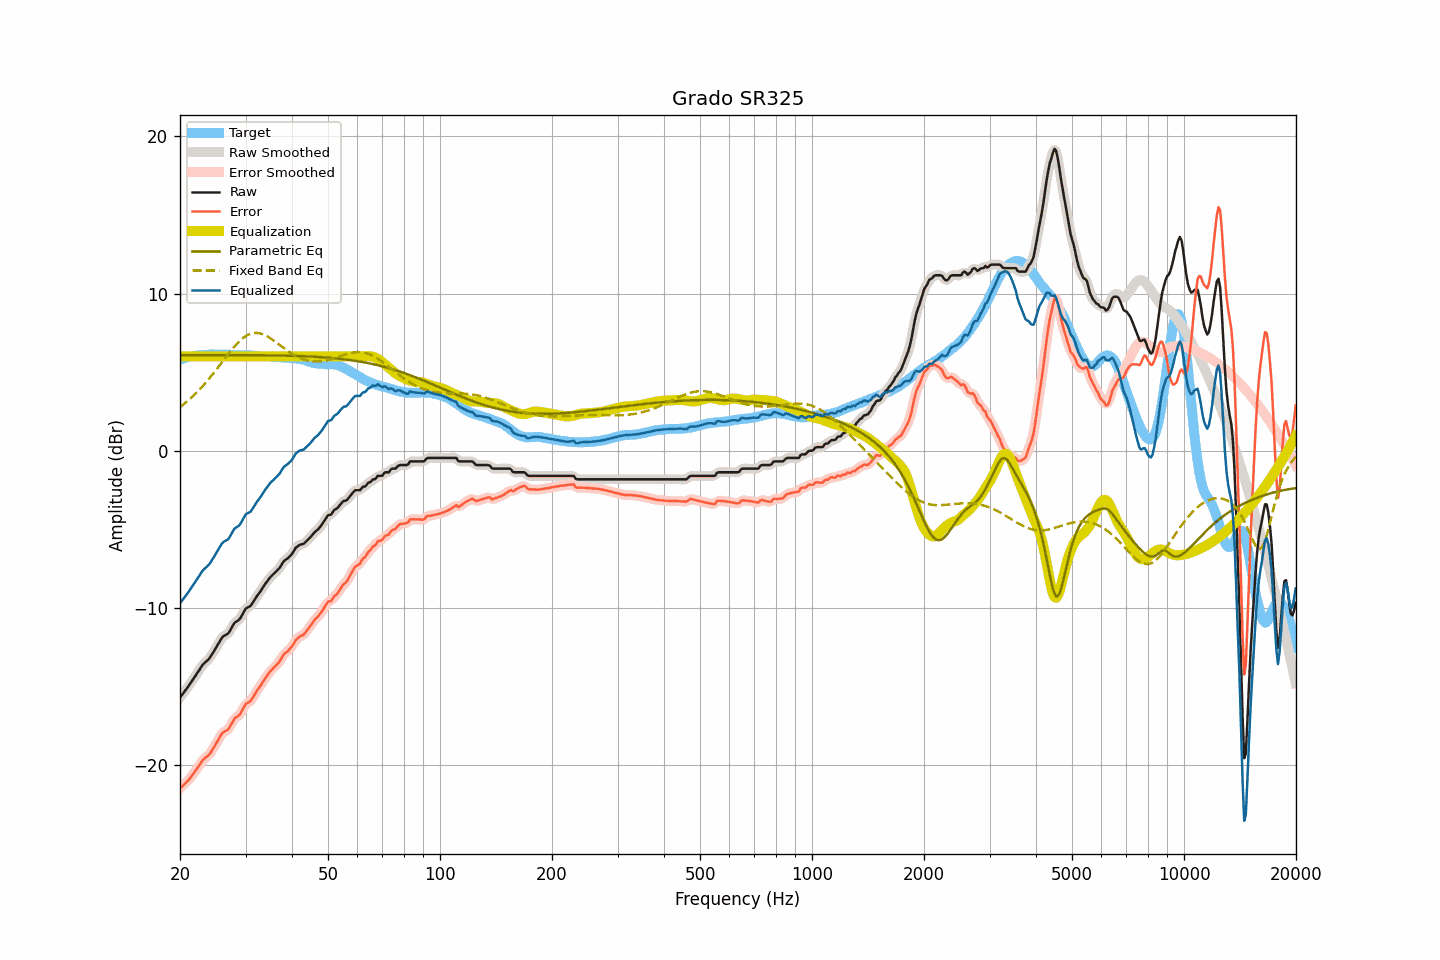 Grado SR325
Target
Raw Smoothed
Error Smoothed
Raw
Error
Equalization
Parametric Eq
Fixed Band Eq
Equalized
20
10
0
−10
−20
Amplitude (dBr)
20
50
100
200
500
1000
2000
5000
10000
20000
Frequency (Hz)